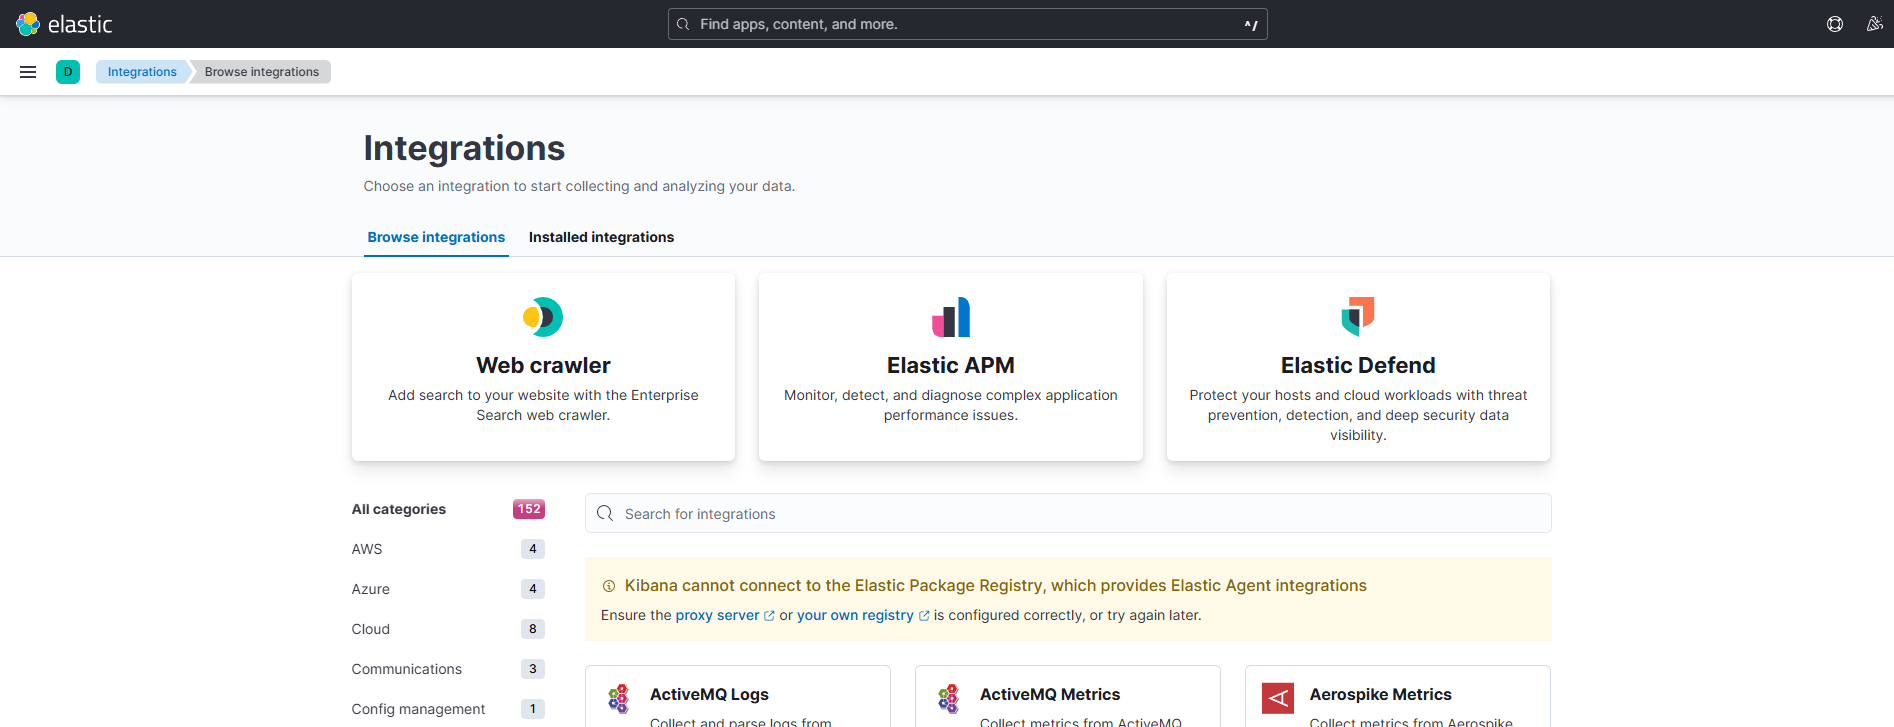 elastic
Find apps, content, and more.
^/
D
Integrations
Browse integrations
Integrations
Choose an integration to start collecting and analyzing your data.
Browse integrations
Installed integrations
Web crawler
Add search to your website with the Enterprise
Search web crawler.
Elastic APM
Monitor, detect, and diagnose complex application
performance issues.
Elastic Defend
Protect your hosts and cloud workloads with threat
prevention, detection, and deep security data
visibility.
All categories 152
AWS 4
Azure 4
Cloud 8
Communications 3
Config management 1
Search for integrations
Kibana cannot connect to the Elastic Package Registry, which provides Elastic Agent integrations
Ensure the proxy server or your own registry is configured correctly, or try again later.
ActiveMQ Logs
Collect and parse logs from
ActiveMQ Metrics
Collect metrics from ActiveMQ
Aerospike Metrics
Collect metrics from Aerospike